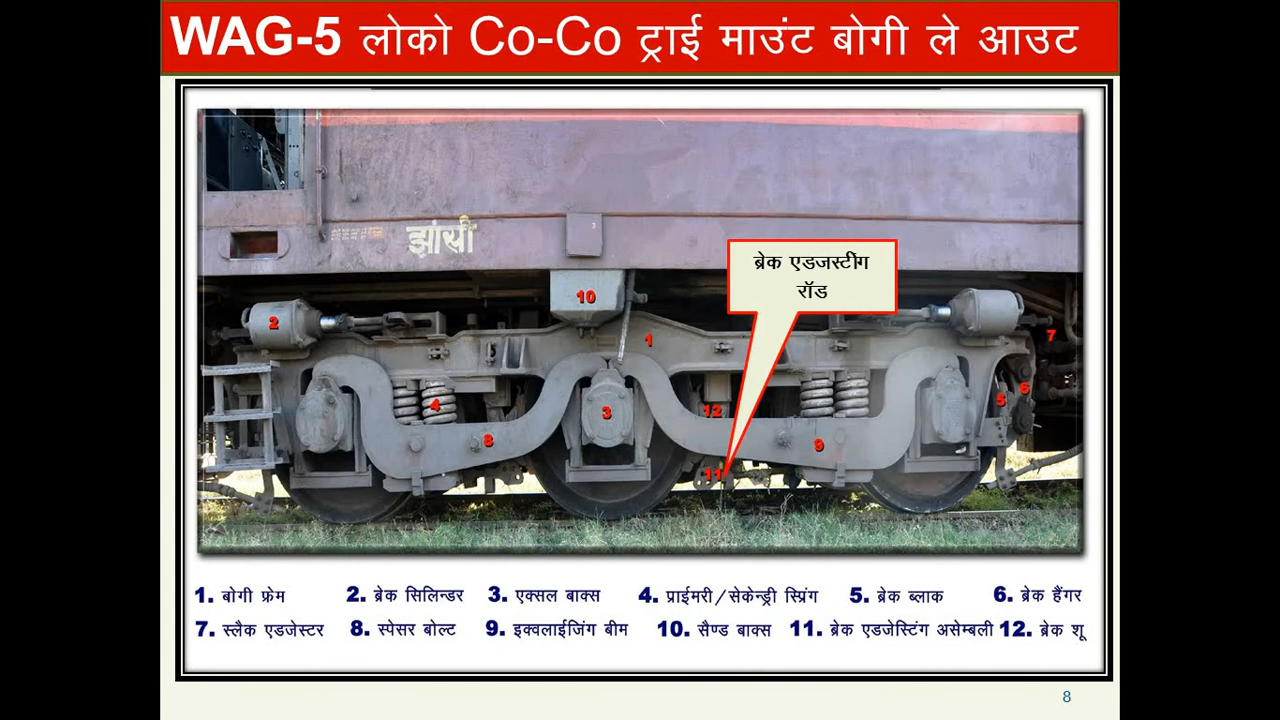 WAG-5 लोको Co-Co ट्राई माउंट बोगी ले आउट
झांसी
ब्रेक एडजस्टींग
रॉड
10
2
1
7
6
5
4
3
12
8
9
11
1. बोगी फ्रेम 2. ब्रेक सिलिन्डर 3. एक्सल बाक्स 4. प्राईमरी/सेकेन्ड्री स्प्रिंग 5. ब्रेक ब्लाक 6. ब्रेक हैंगर
7. स्लैक एडजेस्टर 8. स्पेसर बोल्ट 9. इक्वलाईजिंग बीम 10. सैण्ड बाक्स 11. ब्रेक एडजेस्टिंग असेम्बली 12. ब्रेक शू
8